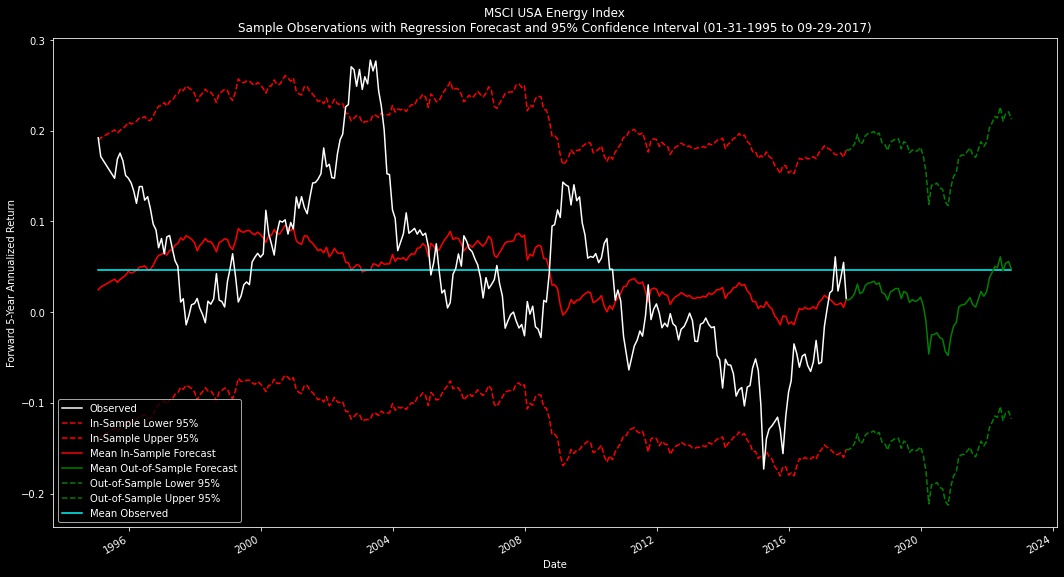 MSCI USA Energy Index
Sample Observations with Regression Forecast and 95% Confidence Interval (01-31-1995 to 09-29-2017)
0.3
0.2
0.1
0.0
−0.1
−0.2
Forward 5-Year Annualized Return
Observed
In-Sample Lower 95%
In-Sample Upper 95%
Mean In-Sample Forecast
Mean Out-of-Sample Forecast
Out-of-Sample Lower 95%
Out-of-Sample Upper 95%
Mean Observed
1996
2000
2004
2008
2012
2016
2020
2024
Date